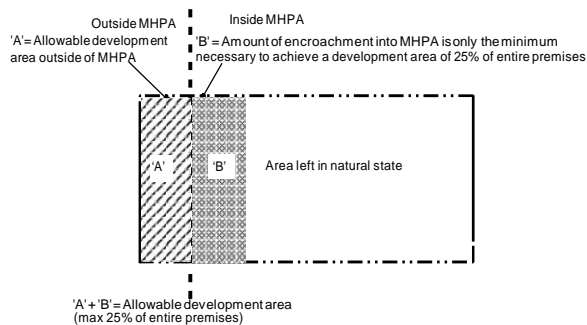 Outside MHPA
'A'= Allowable development
area outside of MHPA
Inside MHPA
'B' = Amount of encroachment into MHPA is only the minimum
necessary to achieve a development area of 25% of entire premises
'A'
'B'
Area left in natural state
'A' + 'B' = Allowable development area
(max 25% of entire premises)